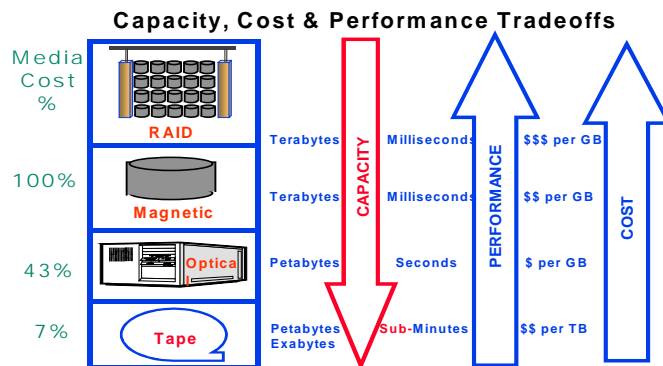 Capacity, Cost & Performance Tradeoffs
Media
Cost
%
RAID
Terabytes
Milliseconds
$$$ per GB
100%
Magnetic
Terabytes
Milliseconds
$$ per GB
43%
Optica
l
Petabytes
Seconds
$ per GB
7%
Tape
Petabytes
Exabytes
Sub-Minutes
$$ per TB
CAPACITY
PERFORMANCE
COST